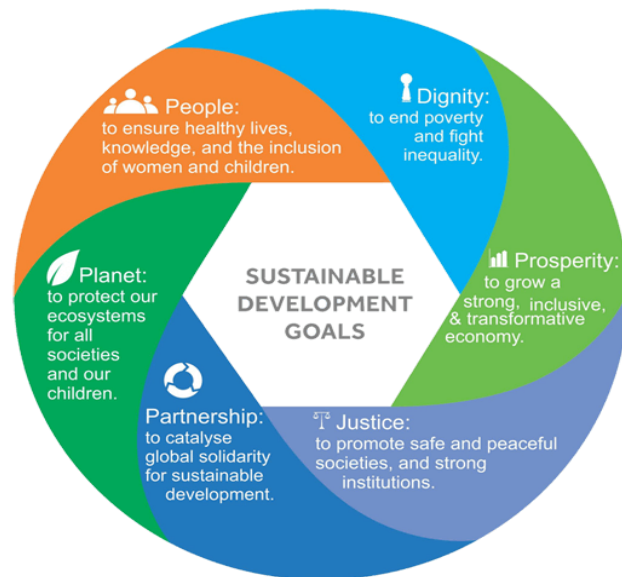 People:
to ensure healthy lives,
knowledge, and the inclusion
of women and children.
Dignity:
to end poverty
and fight
inequality.
Prosperity:
to grow a
strong, inclusive,
& transformative
economy.
Justice:
to promote safe and peaceful
societies, and strong
institutions.
Partnership:
to catalyse
global solidarity
for sustainable
development.
Planet:
to protect our
ecosystems
for all
societies
and our
children.
SUSTAINABLE
DEVELOPMENT
GOALS